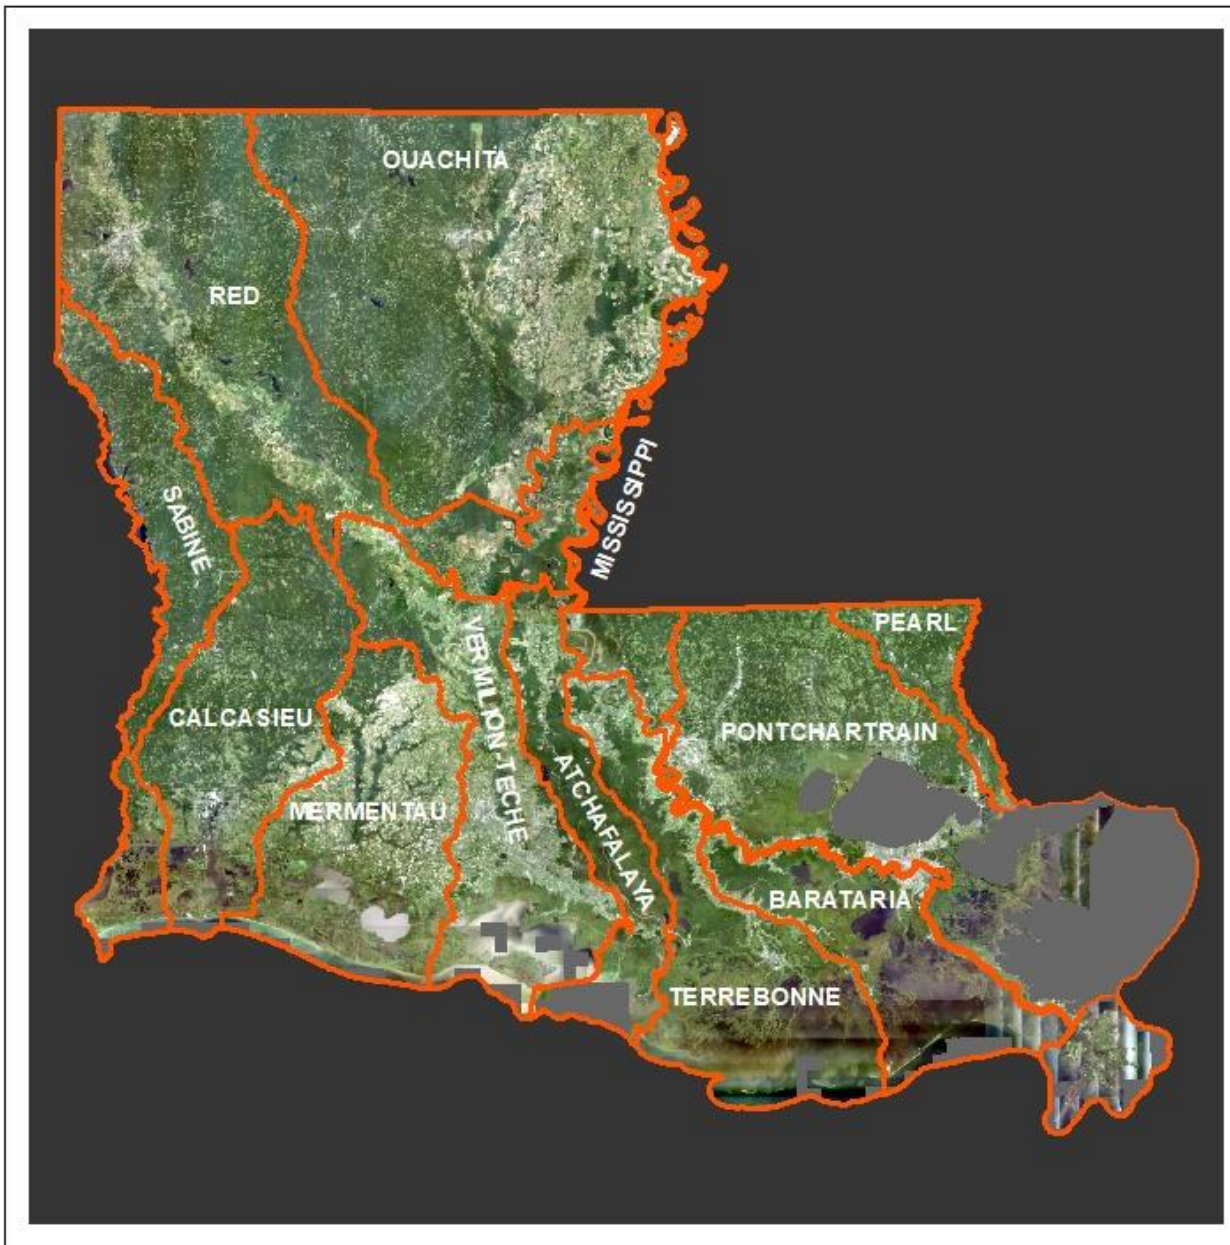 OUACHITA
RED
MISSISSIPPI
SABINE
PEARL
VERMILION-TECHE
CALCASIEU
PONTCHARTRAIN
ATCHAFALAYA
MERMENTAU
BARATARIA
TERREBONNE